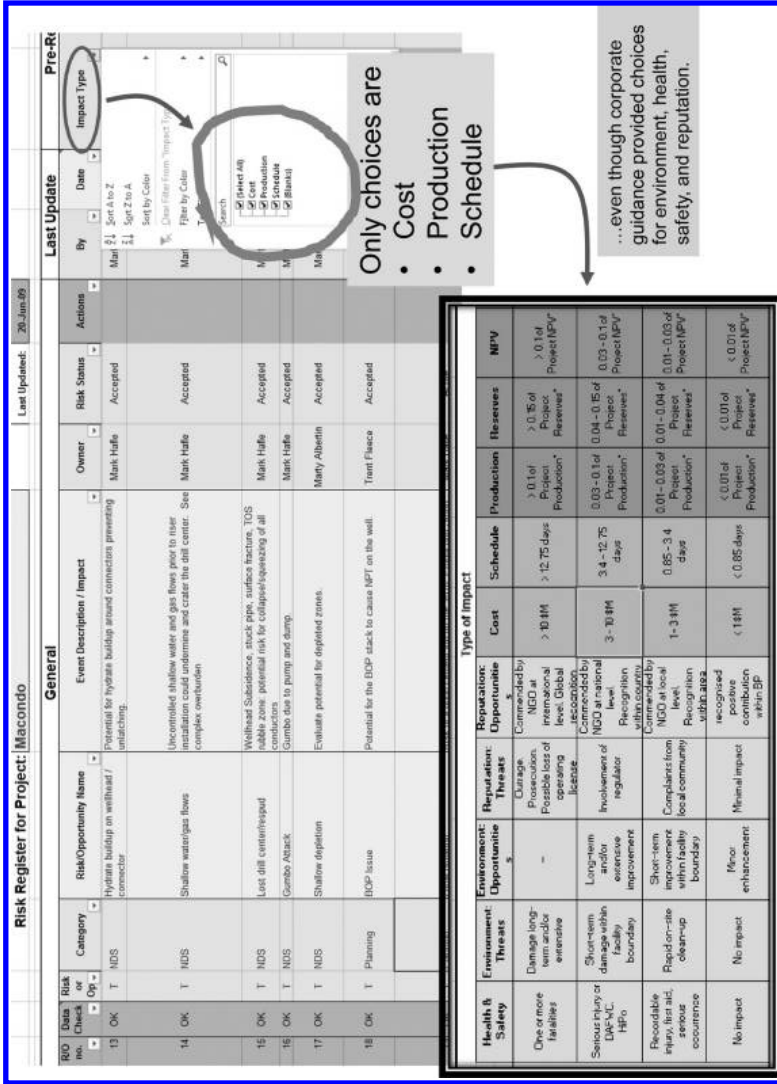 Risk Register for Project: Macondo
Last Updated:
20-Jun-09
General
Last Update
R/O no.
Data Check
Risk or
Category
Risk/Opportunity Name
Event Description / Impact
Owner
Risk Status
Actions
By
Date
Impact Type
13
OK
T
NDS
Hydrate buildup on wellhead /
connector
Potential for hydrate buildup around connectors preventing
unlatching.
Mark Hafle
Accepted
14
OK
T
NDS
Shallow water/gas flows
Uncontrolled shallow water and gas flows prior to riser
installation could undermine and crater the drill center. See
complex overburden
Mark Hafle
Accepted
15
OK
T
NDS
Lost drill center/respud
Wellhead Subsidence, stuck pipe, surface fracture, TOS
rubble zone: potential risk for collapse/squeezing of all
conductors
Mark Hafle
Accepted
16
OK
T
NDS
Gumbo Attack
Gumbo due to pump and dump.
Mark Hafle
Accepted
17
OK
T
NDS
Shallow depletion
Evaluate potential for depleted zones.
Marty Albertin
Accepted
18
OK
T
Planning
BOP Issue
Potential for the BOP stack to cause NPT on the well.
Trent Fleece
Accepted
Sort A to Z
Sort Z to A
Sort by Color
Clear Filter From "Impact Type"
Filter by Color
Search
(Select All)
Cost
Production
Schedule
(Blanks)
Only choices are
• Cost
• Production
• Schedule
…even though corporate
guidance provided choices
for environment, health,
safety, and reputation.
Type of Impact
Health &
Safety
Environment:
Threats
Environment:
Opportunitie
s
Reputation:
Threats
Reputation:
Opportunitie
s
Cost
Schedule
Production
Reserves
NPV
One or more
fatalities
Damage long-
term and/or
extensive
–
Outrage.
Prosecution.
Possible loss of
operating
license
Commended by
NGO at
international
level. Global
recognition
> 10 $M
> 12.75 days
> 0.1 of
Project
Production*
> 0.15 of
Project
Reserves*
> 0.1 of
Project NPV*
Serious injury or
DAFWC,
HiPo
Short-term
damage within
facility
boundary
Long-term
and/or
extensive
improvement
Involvement of
regulator
Commended by
NGO at national
level.
Recognition
within country
3 - 10 $M
3.4 - 12.75
days
0.03 - 0.1 of
Project
Production*
0.04 - 0.15 of
Project
Reserves*
0.03 - 0.1 of
Project NPV*
Recordable
injury, first aid,
serious
occurrence
Rapid on-site
clean-up
Short-term
improvement
within facility
boundary
Complaints from
local community
Commended by
NGO at local
level.
Recognition
within area
1 - 3 $M
0.85 - 3.4
days
0.01 - 0.03 of
Project
Production*
0.01 - 0.04 of
Project
Reserves*
0.01 - 0.03 of
Project NPV*
No impact
No impact
Minor
enhancement
Minimal impact
recognised
positive
contribution
within BP
< 1 $M
< 0.85 days
< 0.01 of
Project
Production*
< 0.01 of
Project
Reserves*
< 0.01 of
Project NPV*